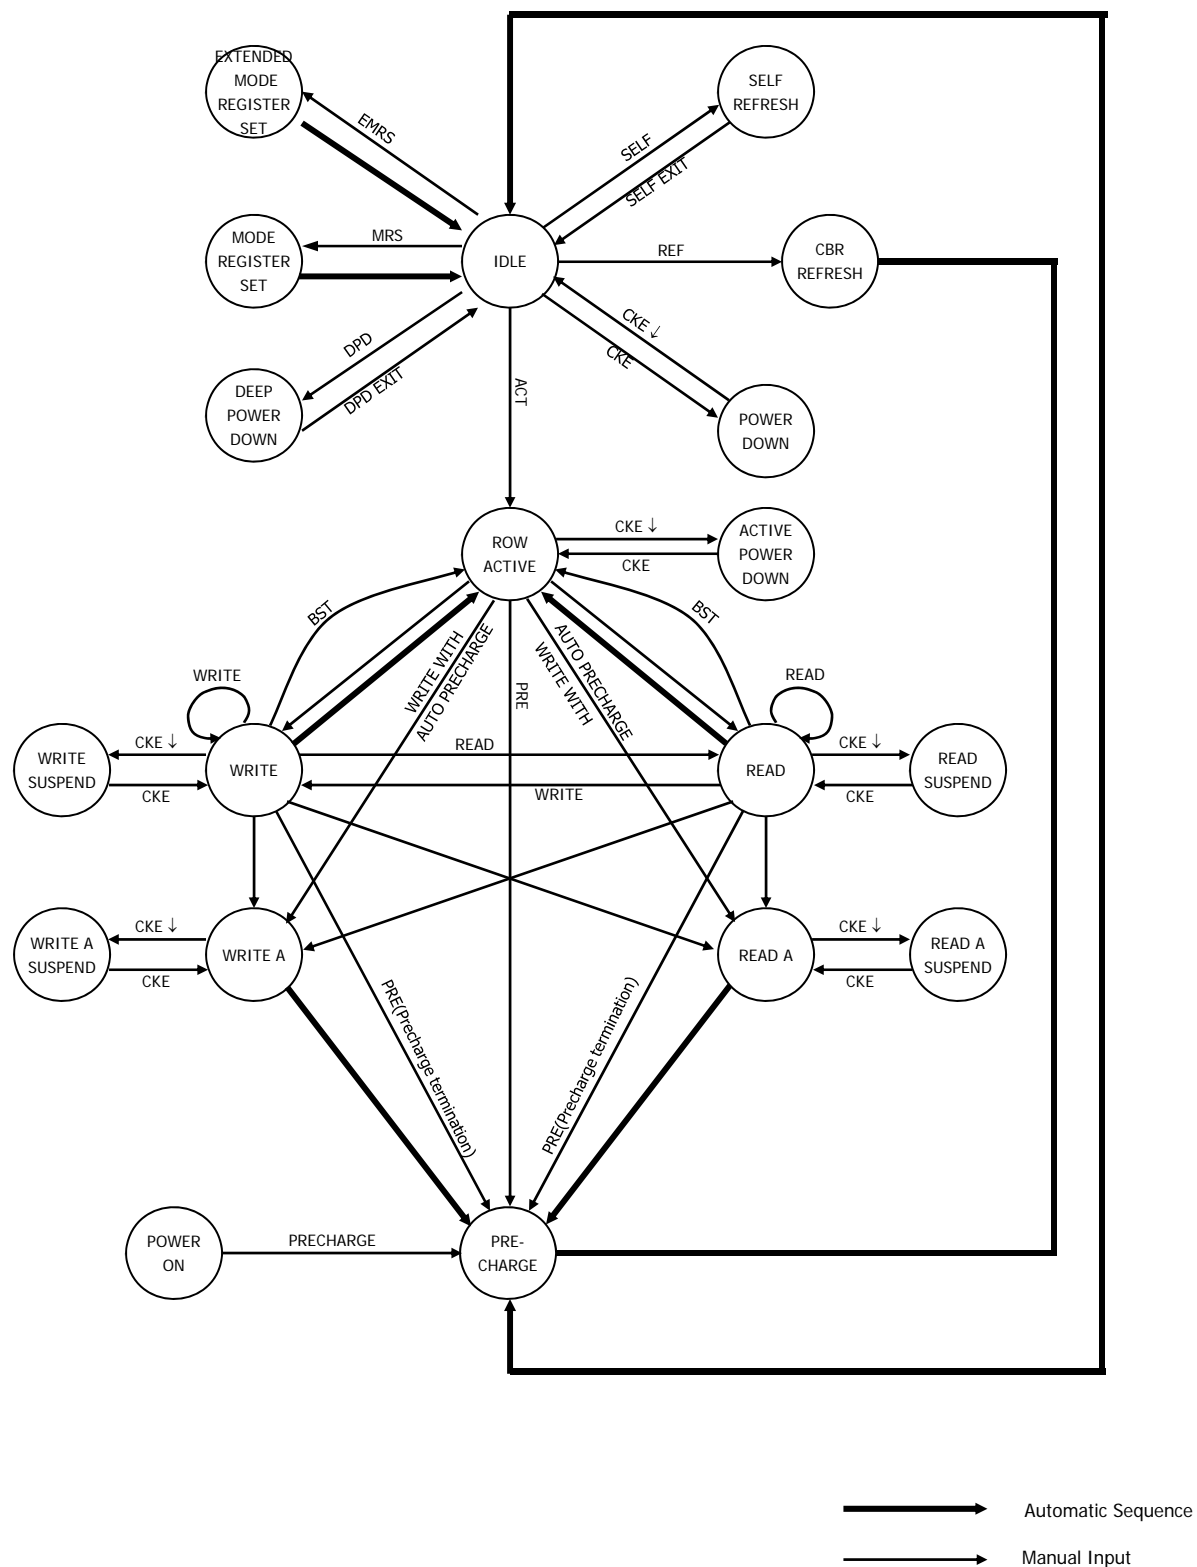 EXTENDED
MODE
REGISTER
SET
SELF
REFRESH
EMRS
SELF
SELF EXIT
MODE
REGISTER
SET
MRS
IDLE
REF
CBR
REFRESH
DPD
DPD EXIT
CKE ↓
CKE
ACT
DEEP
POWER
DOWN
POWER
DOWN
ROW
ACTIVE
CKE ↓
CKE
ACTIVE
POWER
DOWN
BST
BST
WRITE WITH
AUTO PRECHARGE
PRE
AUTO PRECHARGE
WRITE WITH
WRITE
READ
WRITE
SUSPEND
CKE ↓
CKE
WRITE
READ
WRITE
READ
CKE ↓
CKE
READ
SUSPEND
WRITE A
SUSPEND
CKE ↓
CKE
WRITE A
READ A
CKE ↓
CKE
READ A
SUSPEND
PRE(Precharge termination)
PRE(Precharge termination)
POWER
ON
PRECHARGE
PRE-
CHARGE
Automatic Sequence
Manual Input